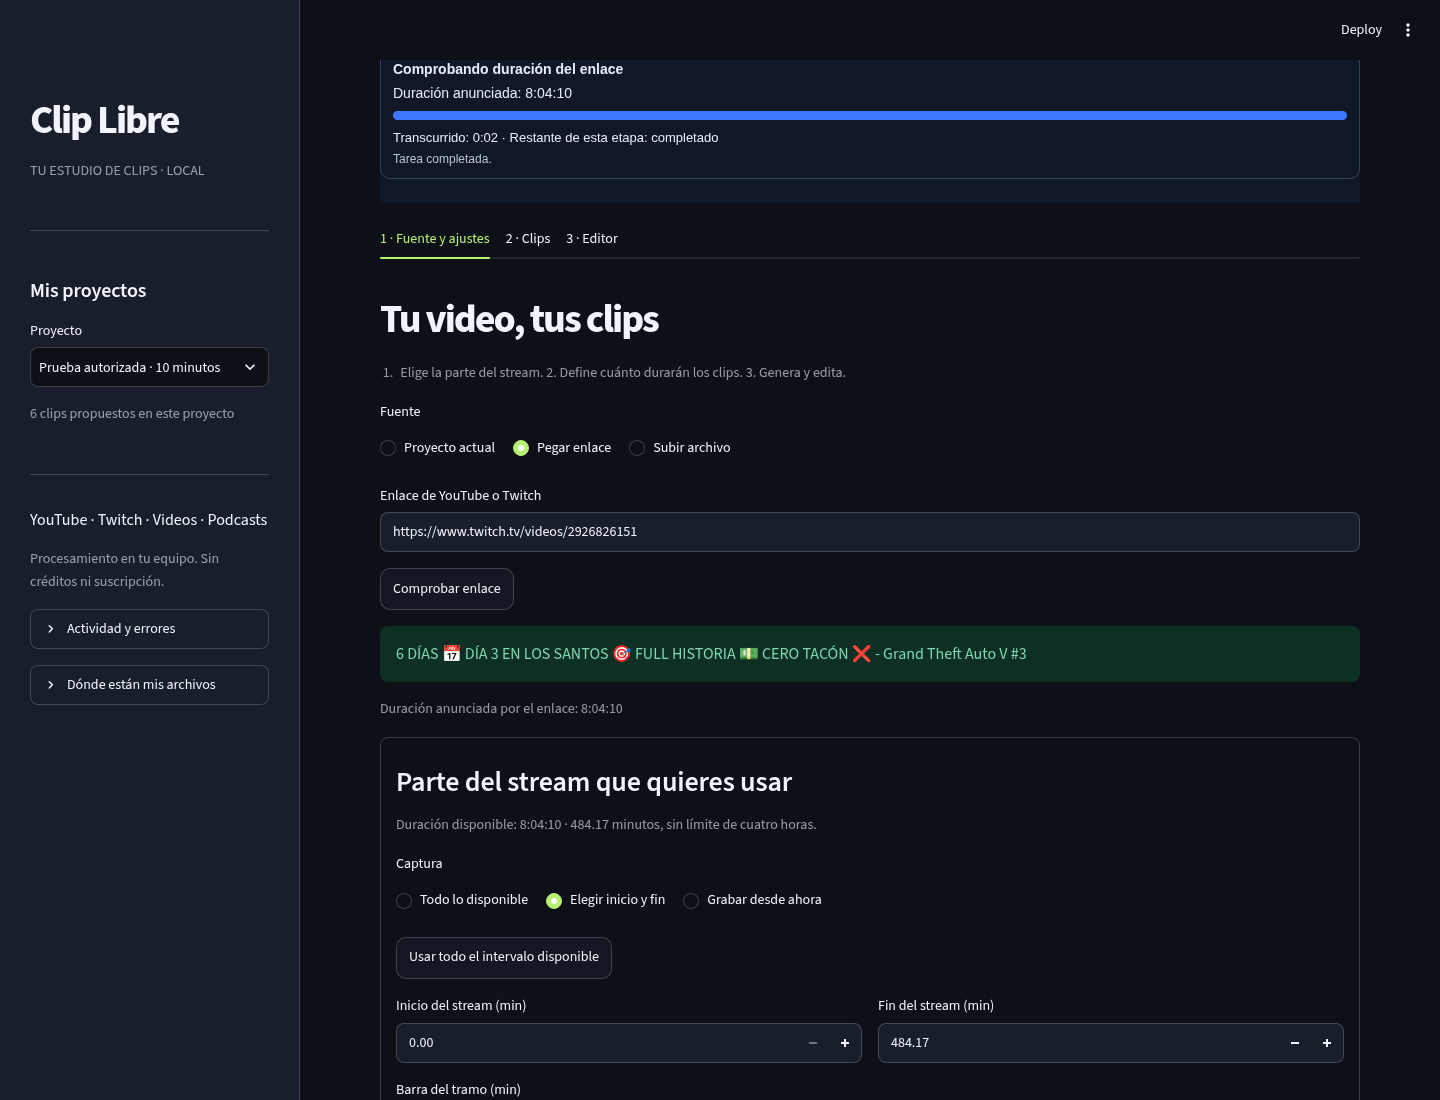 Deploy
Clip Libre
TU ESTUDIO DE CLIPS · LOCAL
Mis proyectos
Proyecto
Prueba autorizada · 10 minutos
6 clips propuestos en este proyecto
YouTube · Twitch · Videos · Podcasts
Procesamiento en tu equipo. Sin
créditos ni suscripción.
Actividad y errores
Dónde están mis archivos
Comprobando duración del enlace
Duración anunciada: 8:04:10
Transcurrido: 0:02 · Restante de esta etapa: completado
Tarea completada.
1 · Fuente y ajustes 2 · Clips 3 · Editor
Tu video, tus clips
1. Elige la parte del stream. 2. Define cuánto durarán los clips. 3. Genera y edita.
Fuente
Proyecto actual Pegar enlace Subir archivo
Enlace de YouTube o Twitch
https://www.twitch.tv/videos/2926826151
Comprobar enlace
6 DÍAS 📅 DÍA 3 EN LOS SANTOS 🎯 FULL HISTORIA 💵 CERO TACÓN ❌ - Grand Theft Auto V #3
Duración anunciada por el enlace: 8:04:10
Parte del stream que quieres usar
Duración disponible: 8:04:10 · 484.17 minutos, sin límite de cuatro horas.
Captura
Todo lo disponible Elegir inicio y fin Grabar desde ahora
Usar todo el intervalo disponible
Inicio del stream (min) Fin del stream (min)
0.00 − + 484.17 − +
Barra del tramo (min)